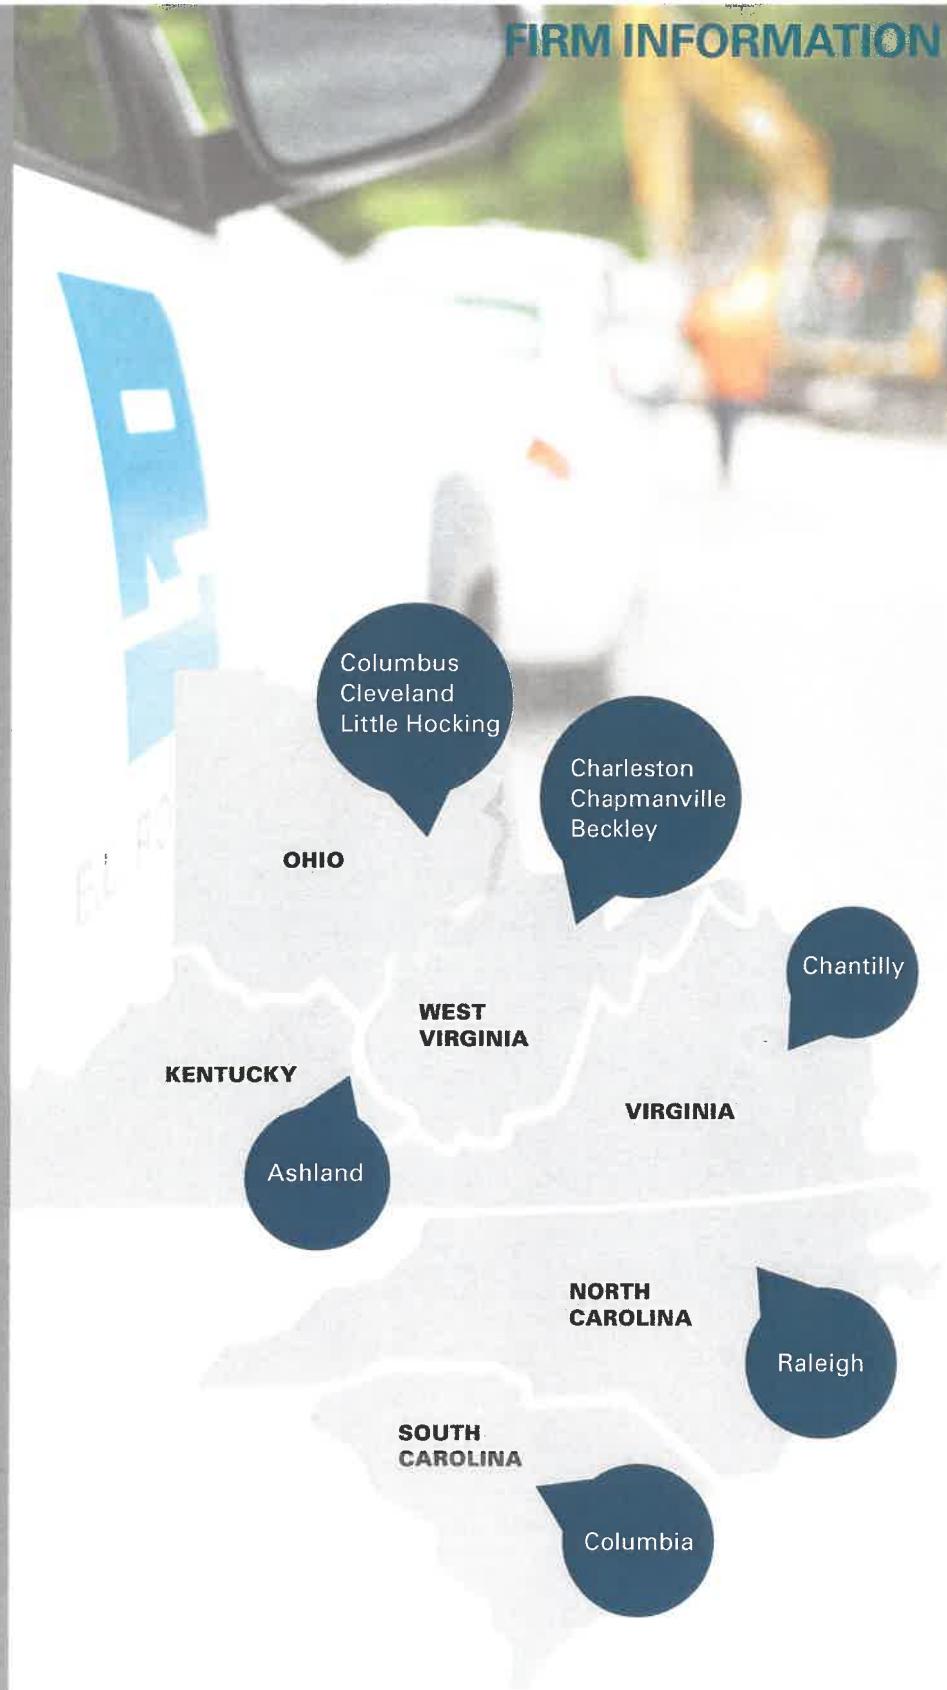 FIRM INFORMATION
Columbus
Cleveland
Little Hocking
Charleston
Chapmanville
Beckley
OHIO
Chantilly
WEST
VIRGINIA
KENTUCKY
VIRGINIA
Ashland
NORTH
CAROLINA
Raleigh
SOUTH
CAROLINA
Columbia